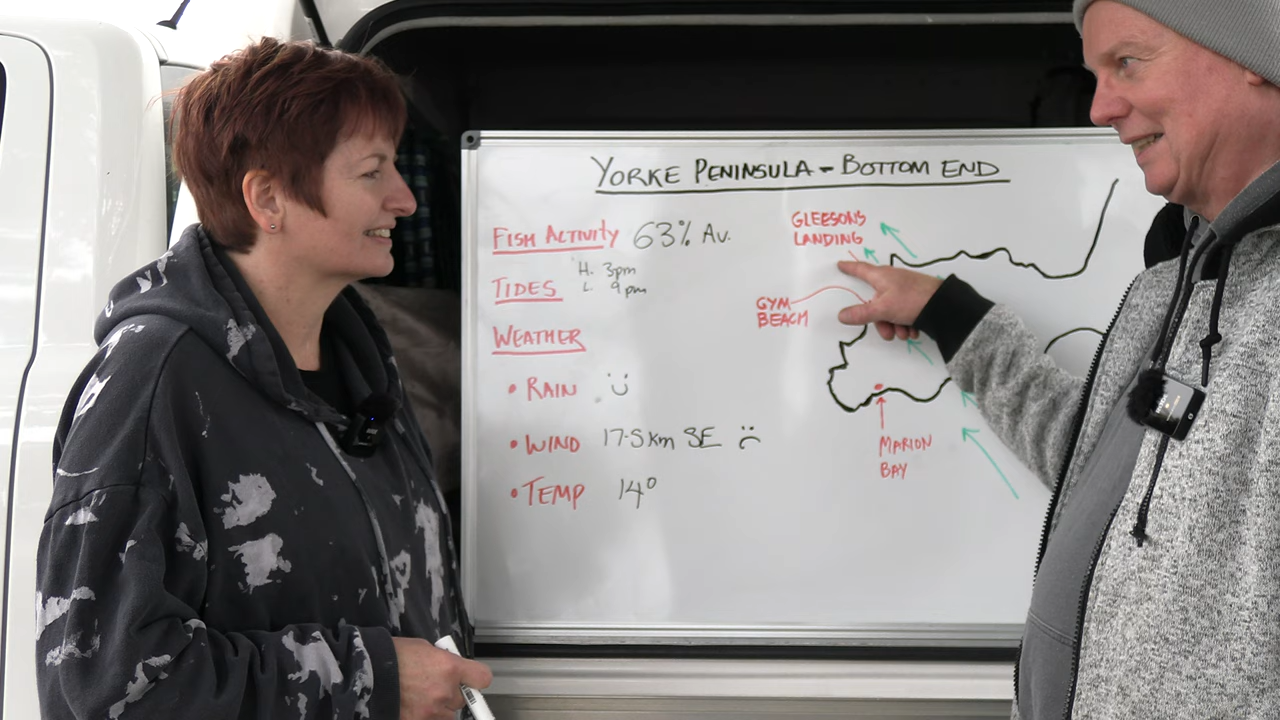 YORKE PENINSULA - BOTTOM END
FISH ACTIVITY 63% AV.
TIDES H. 3pm
L. 9pm
WEATHER
• RAIN
• WIND 17.5km SE
• TEMP 14°
GLEESONS
LANDING
GYM
BEACH
MARION
BAY